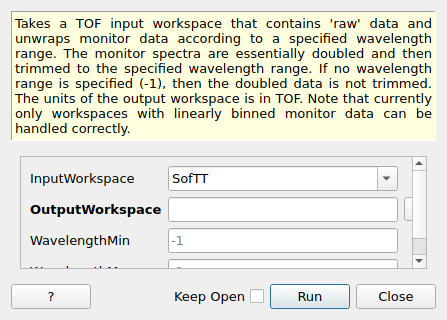 Takes a TOF input workspace that contains 'raw' data and
unwraps monitor data according to a specified wavelength
range. The monitor spectra are essentially doubled and then
trimmed to the specified wavelength range. If no wavelength
range is specified (-1), then the doubled data is not trimmed.
The units of the output workspace is in TOF. Note that currently
only workspaces with linearly binned monitor data can be
handled correctly.
InputWorkspace SofTT
OutputWorkspace
WavelengthMin -1
? Keep Open Run Close